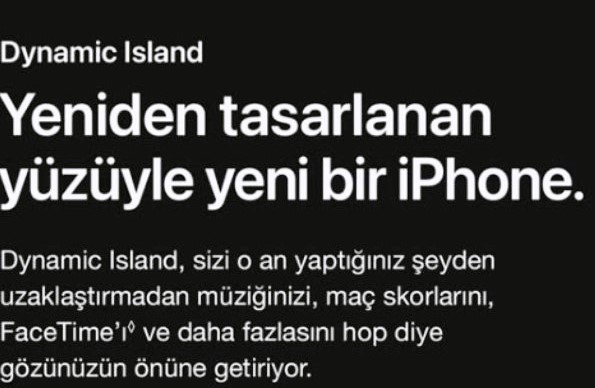 Dynamic Island
Yeniden tasarlanan
yüzüyle yeni bir iPhone.
Dynamic Island, sizi o an yaptığınız şeyden
uzaklaştırmadan müziğinizi, maç skorlarını,
FaceTime'ı◊ ve daha fazlasını hop diye
gözünüzün önüne getiriyor.